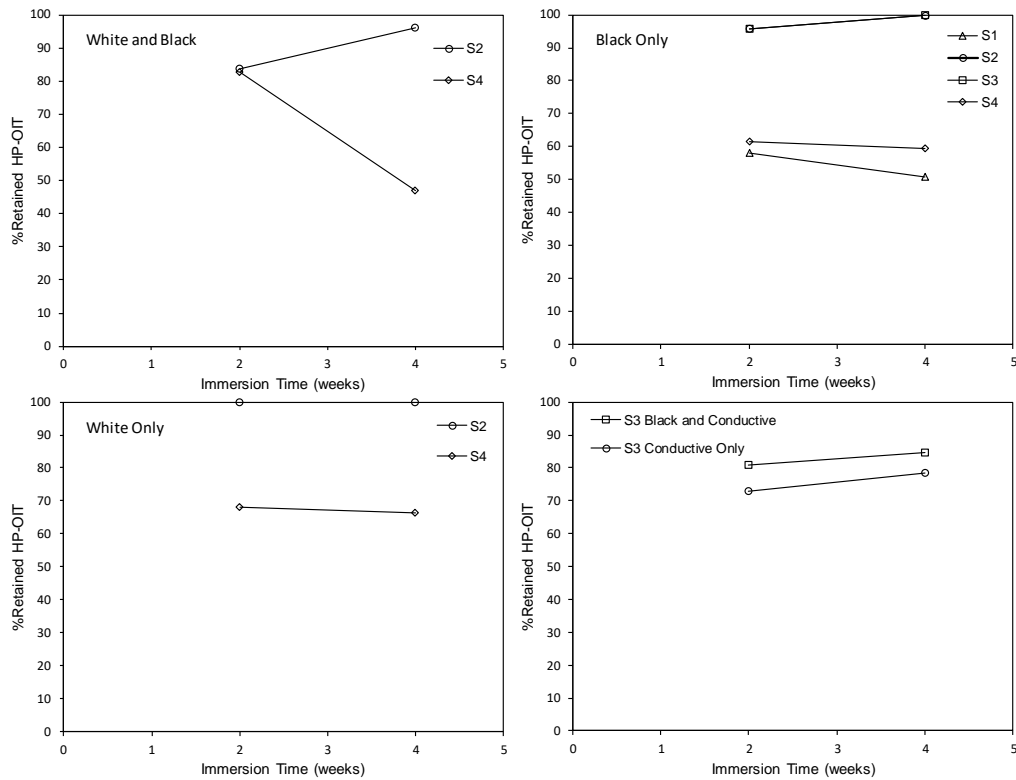 100
90
80
70
60
50
40
30
20
10
0
%Retained HP-OIT
White and Black
S2
S4
0 1 2 3 4 5
Immersion Time (weeks)
100
90
80
70
60
50
40
30
20
10
0
%Retained HP-OIT
Black Only
S1
S2
S3
S4
0 1 2 3 4 5
Immersion Time (weeks)
100
90
80
70
60
50
40
30
20
10
0
%Retained HP-OIT
White Only
S2
S4
0 1 2 3 4 5
Immersion Time (weeks)
100
90
80
70
60
50
40
30
20
10
0
%Retained HP-OIT
S3 Black and Conductive
S3 Conductive Only
0 1 2 3 4 5
Immersion Time (weeks)